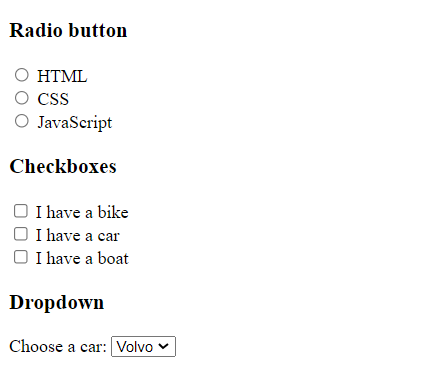 Radio button
HTML
CSS
JavaScript
Checkboxes
I have a bike
I have a car
I have a boat
Dropdown
Choose a car: Volvo